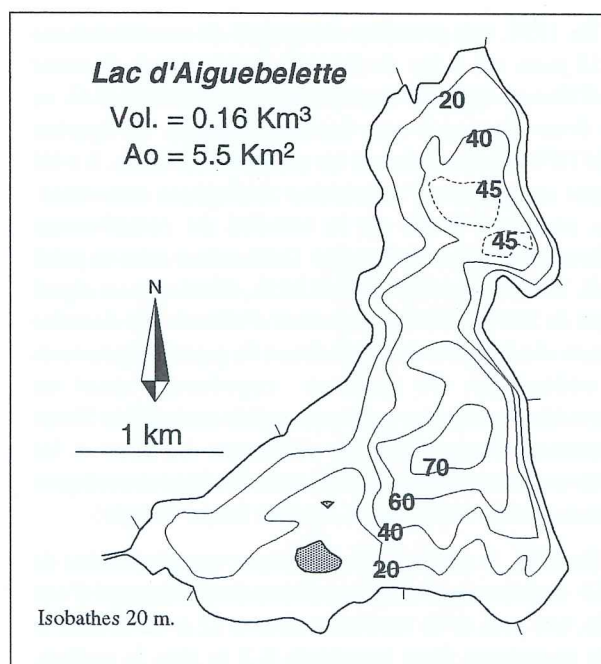 Lac d'Aiguebelette
Vol. = 0.16 Km³
Ao = 5.5 Km²
20
40
45
45
N
1 km
70
60
40
20
Isobathes 20 m.